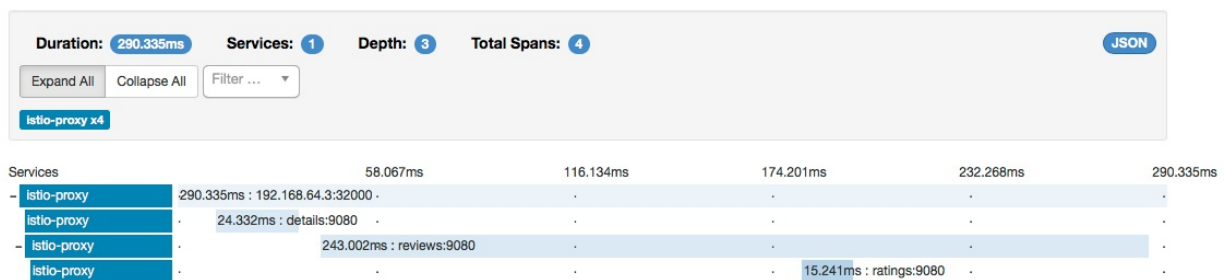 Duration: 290.335ms Services: 1 Depth: 3 Total Spans: 4 JSON
Expand All Collapse All Filter ...
istio-proxy x4
Services 58.067ms 116.134ms 174.201ms 232.268ms 290.335ms
- istio-proxy 290.335ms : 192.168.64.3:32000
istio-proxy 24.332ms : details:9080
- istio-proxy 243.002ms : reviews:9080
istio-proxy 15.241ms : ratings:9080